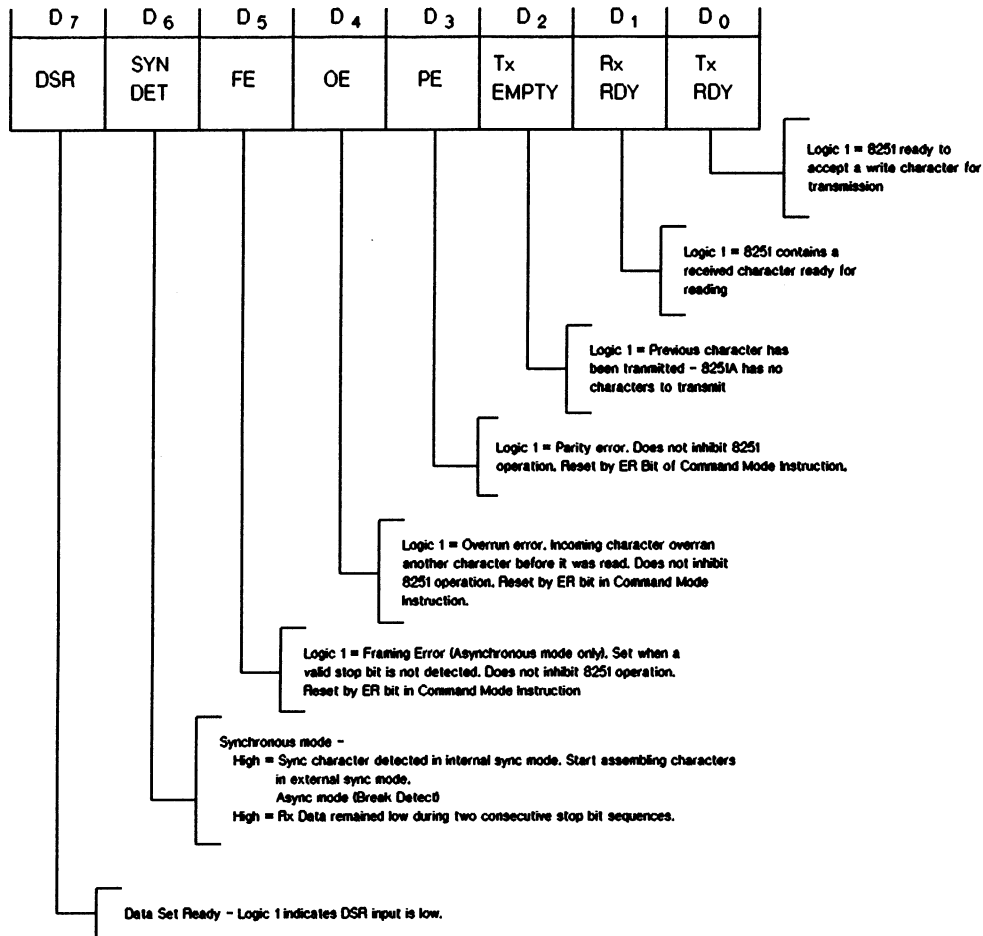 D 7 D 6 D 5 D 4 D 3 D 2 D 1 D 0
DSR SYN DET FE OE PE Tx EMPTY Rx RDY Tx RDY
Logic 1 = 8251 ready to
accept a write character for
transmission
Logic 1 = 8251 contains a
received character ready for
reading
Logic 1 = Previous character has
been tranmitted - 8251A has no
characters to transmit
Logic 1 = Parity error. Does not inhibit 8251
operation. Reset by ER Bit of Command Mode Instruction.
Logic 1 = Overrun error. Incoming character overran
another character before it was read. Does not inhibit
8251 operation. Reset by ER bit in Command Mode
Instruction.
Logic 1 = Framing Error (Asynchronous mode only). Set when a
valid stop bit is not detected. Does not inhibit 8251 operation.
Reset by ER bit in Command Mode Instruction
Synchronous mode -
High = Sync character detected in internal sync mode. Start assembling characters
in external sync mode.
Async mode (Break Detect)
High = Rx Data remained low during two consecutive stop bit sequences.
Data Set Ready - Logic 1 indicates DSR input is low.